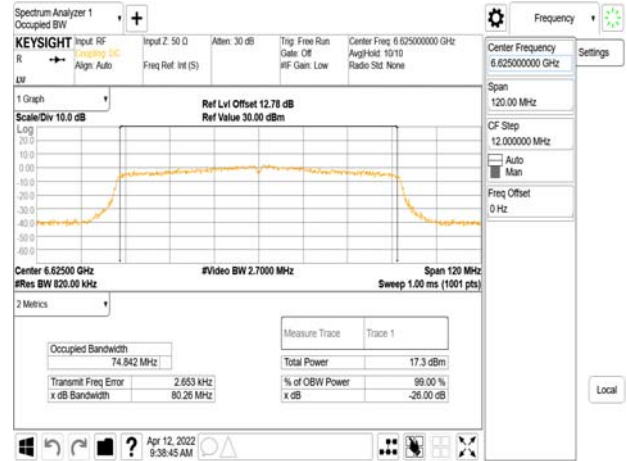 Spectrum Analyzer 1
Occupied BW
KEYSIGHT
R
LW
Input: RF
Coupling: DC
Align: Auto
Input Z: 50 Ω
Freq Ref: Int (S)
Atten: 30 dB
Trig: Free Run
Gate: Off
#IF Gain: Low
Center Freq: 6.625000000 GHz
Avg|Hold: 10/10
Radio Std: None
1 Graph
Scale/Div 10.0 dB
Ref Lvl Offset 12.78 dB
Ref Value 30.00 dBm
Log
20.0
10.0
0.00
-10.0
-20.0
-30.0
-40.0
-50.0
-60.0
Center 6.62500 GHz
#Res BW 820.00 kHz
#Video BW 2.7000 MHz
Span 120 MHz
Sweep 1.00 ms (1001 pts)
2 Metrics
Measure Trace Trace 1
Occupied Bandwidth
74.842 MHz
Total Power 17.3 dBm
Transmit Freq Error 2.653 kHz
% of OBW Power 99.00 %
x dB Bandwidth 80.26 MHz
x dB -26.00 dB
Apr 12, 2022
9:38:45 AM
Frequency
Center Frequency
6.625000000 GHz
Settings
Span
120.00 MHz
CF Step
12.000000 MHz
Auto
Man
Freq Offset
0 Hz
Local